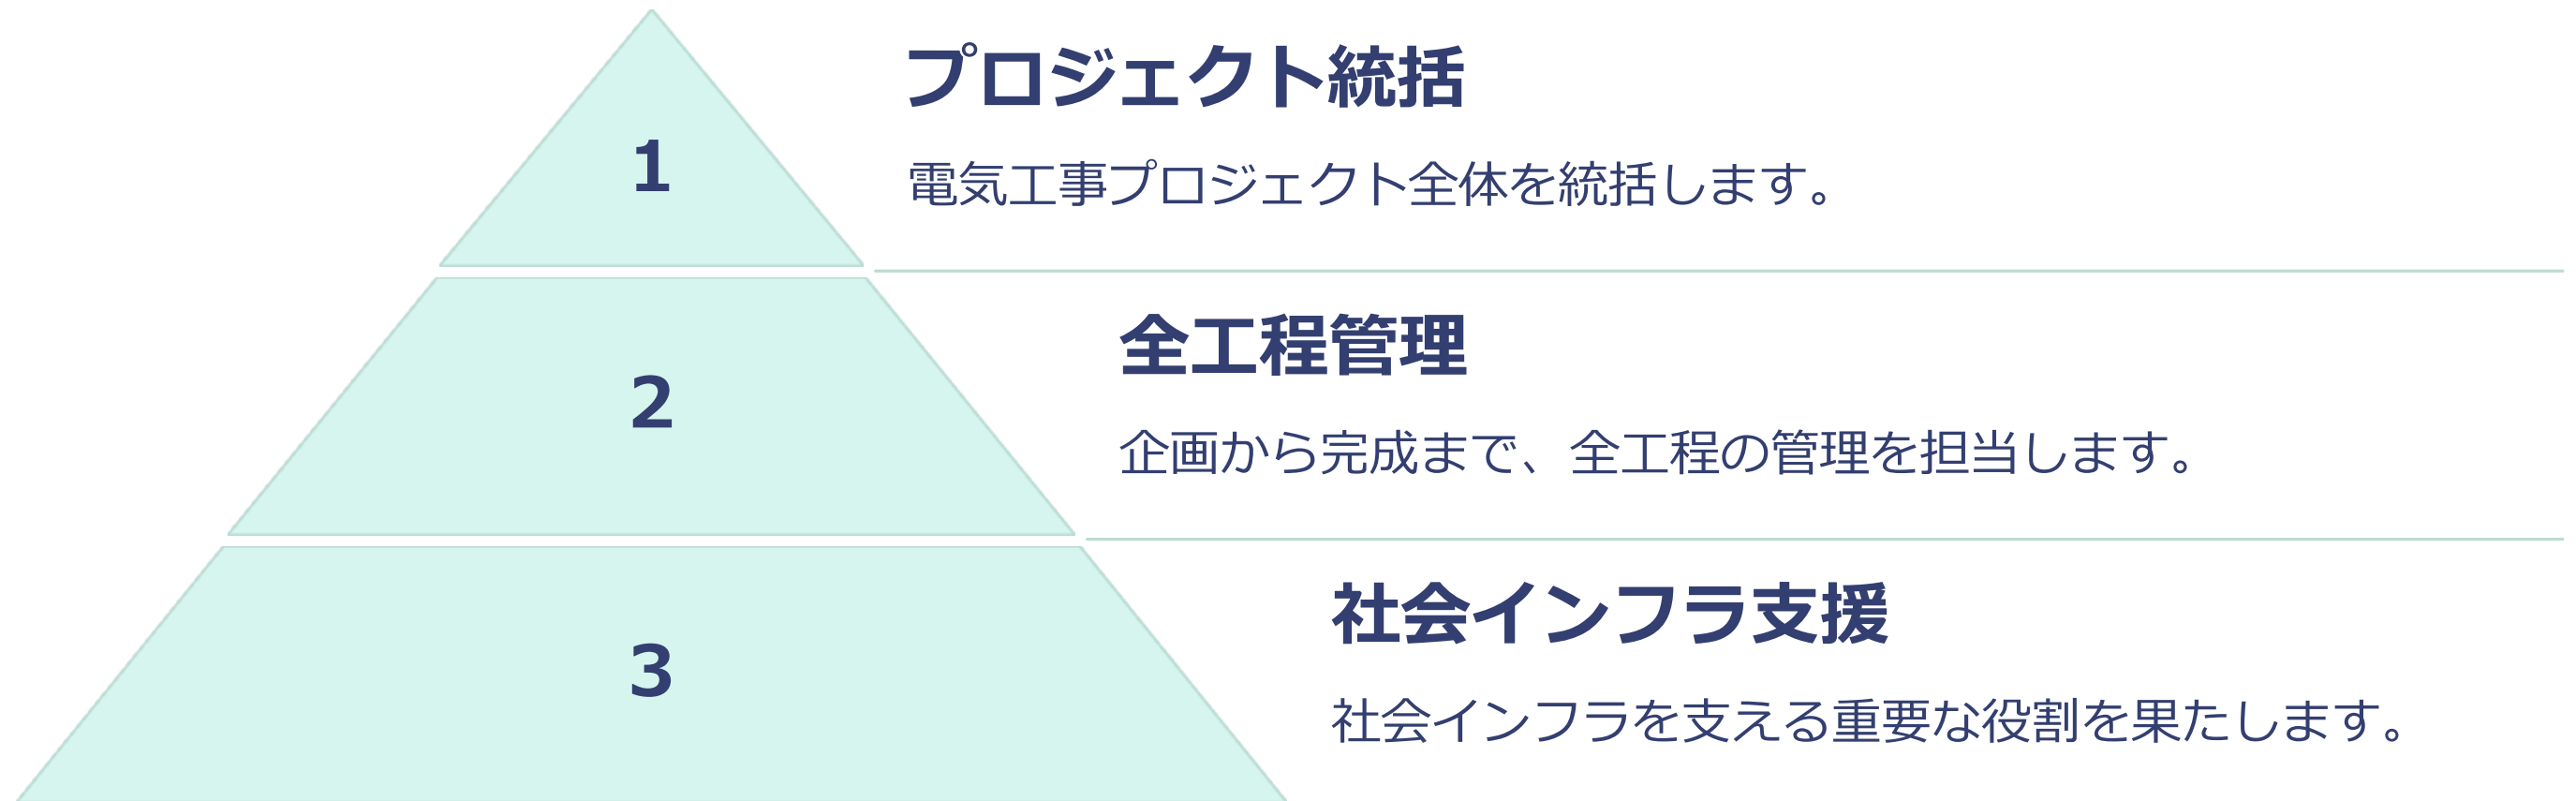 1
プロジェクト統括
電気工事プロジェクト全体を統括します。
2
全工程管理
企画から完成まで、全工程の管理を担当します。
3
社会インフラ支援
社会インフラを支える重要な役割を果たします。